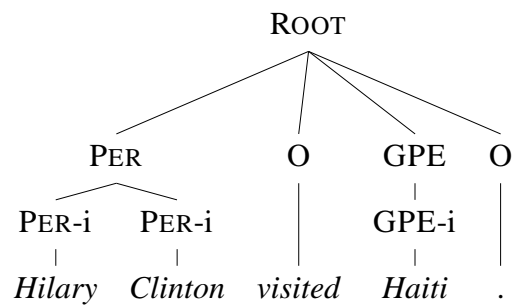 ROOT
PER O GPE O
PER-i PER-i GPE-i
Hilary Clinton visited Haiti .